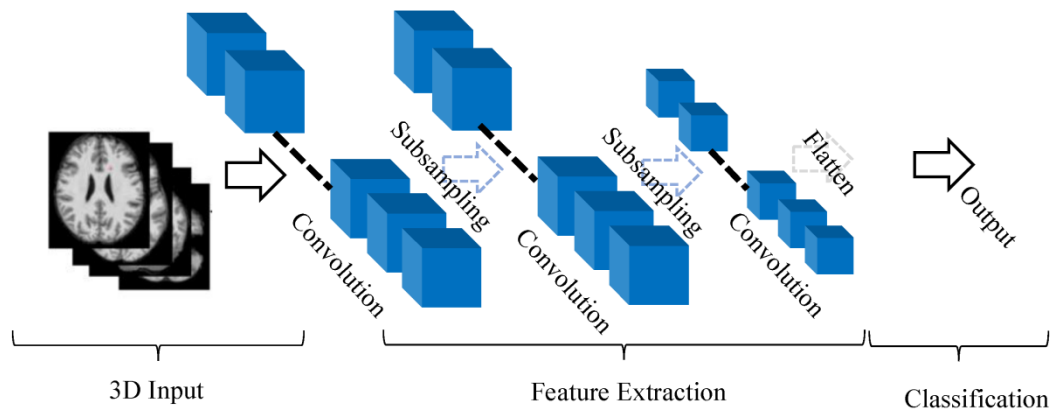 Convolution
Subsampling
Convolution
Subsampling
Convolution
Flatten
Output
3D Input
Feature Extraction
Classification